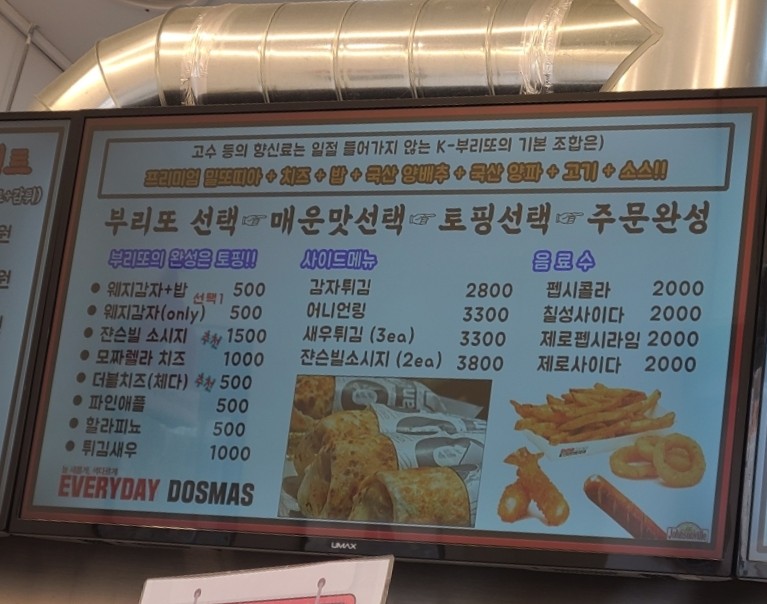 고수 등의 향신료는 일절 들어가지 않는 K-부리또의 기본 조합은)
프리미엄 밀또띠아 + 치즈 + 밥 + 국산 양배추 + 국산 양파 + 고기 + 소스!!
부리또 선택☞매운맛선택☞토핑선택☞주문완성
부리또의 완성은 토핑!!
• 웨지감자+밥 500
선택1
• 웨지감자(only) 500
• 쟌슨빌 소시지 추천 1500
• 모짜렐라 치즈 1000
• 더블치즈(체다) 추천 500
• 파인애플 500
• 할라피뇨 500
• 튀김새우 1000
사이드메뉴
감자튀김 2800
어니언링 3300
새우튀김 (3ea) 3300
쟌슨빌소시지 (2ea) 3800
음료수
펩시콜라 2000
칠성사이다 2000
제로펩시라임 2000
제로사이다 2000
EVERYDAY DOSMAS
UMAX
원
원